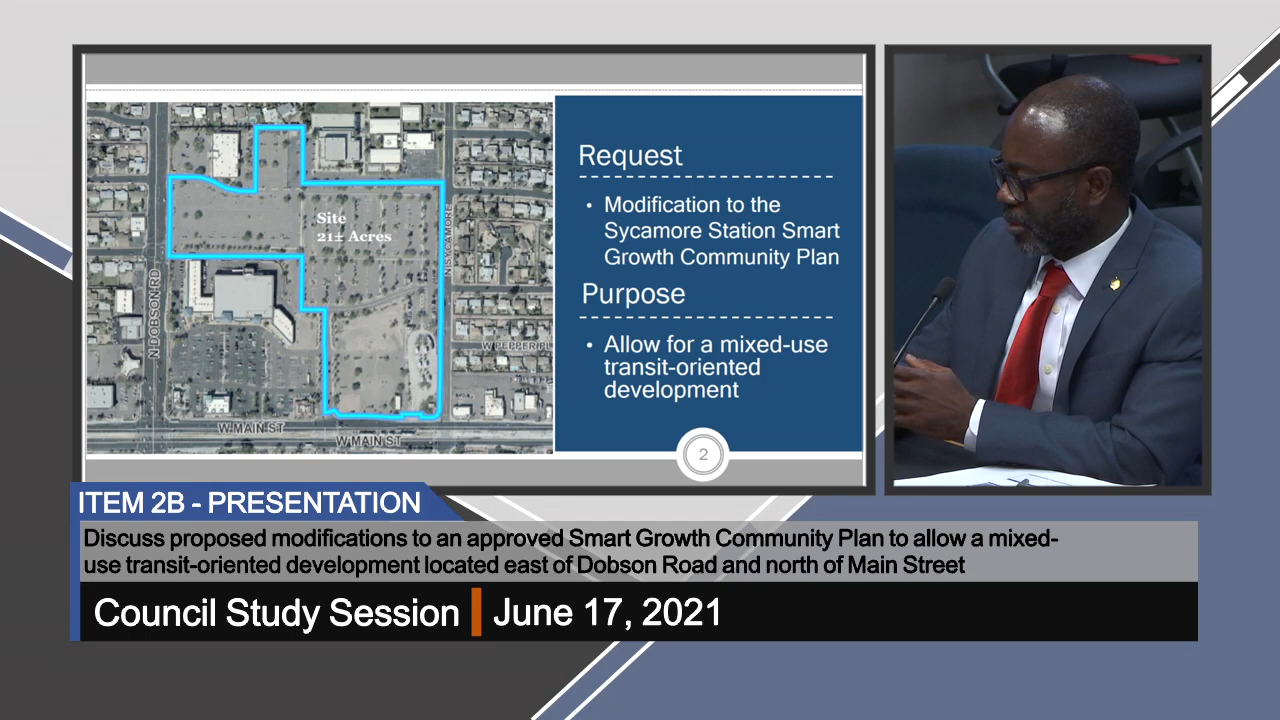 Request
• Modification to the
Sycamore Station Smart
Growth Community Plan
Purpose
• Allow for a mixed-use
transit-oriented
development
2
Site
21± Acres
N DOBSON RD
N SYCAMORE
W PEPPER PL
W MAIN ST
W MAIN ST
ITEM 2B - PRESENTATION
Discuss proposed modifications to an approved Smart Growth Community Plan to allow a mixed-
use transit-oriented development located east of Dobson Road and north of Main Street
Council Study Session
June 17, 2021